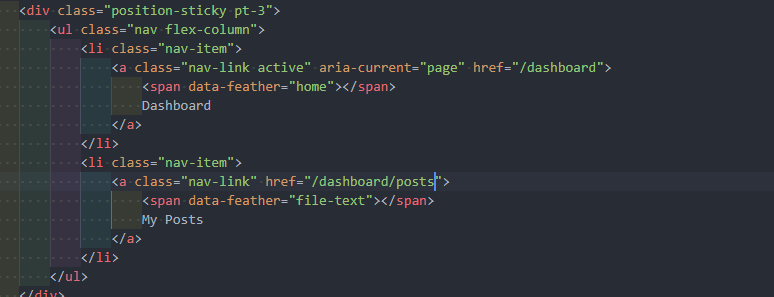 <div class="position-sticky pt-3">
<ul class="nav flex-column">
<li class="nav-item">
<a class="nav-link active" aria-current="page" href="/dashboard">
<span data-feather="home"></span>
Dashboard
</a>
</li>
<li class="nav-item">
<a class="nav-link" href="/dashboard/posts">
<span data-feather="file-text"></span>
My Posts
</a>
</li>
</ul>
</div>